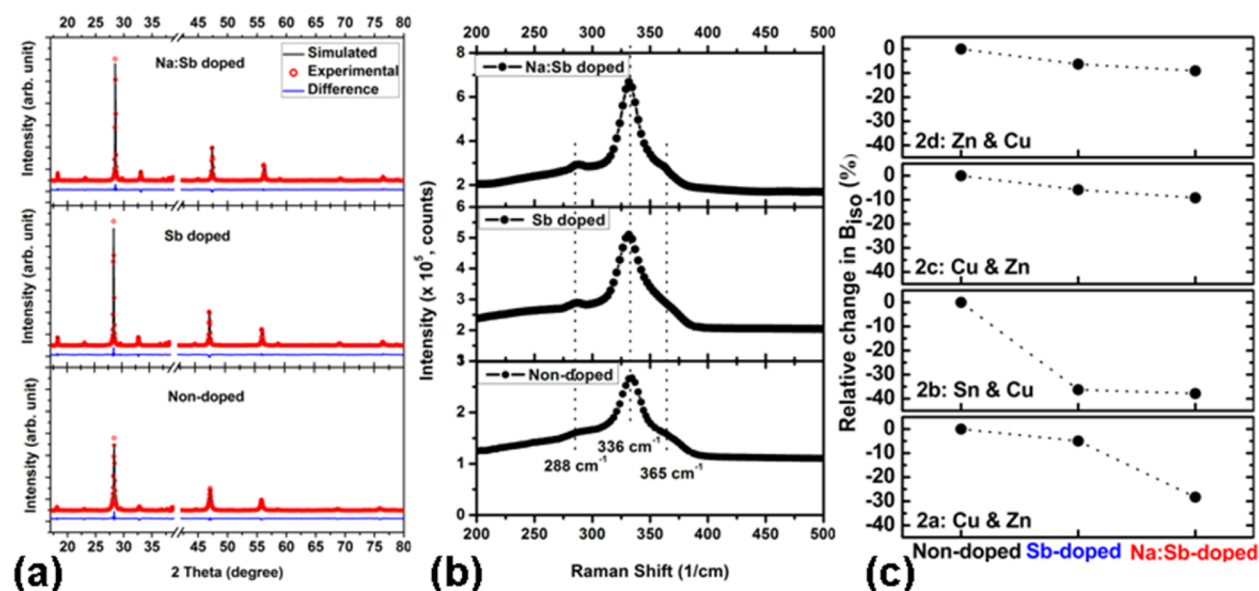 20 25 30 35 45 50 55 60 65 70 75 80
Intensity (arb. unit)
Na:Sb doped
Simulated
Experimental
Difference
Intensity (arb. unit)
Sb doped
Intensity (arb. unit)
Non-doped
20 25 30 35 45 50 55 60 65 70 75 80
2 Theta (degree)
(a)
200 250 300 350 400 450 500
Intensity (x 10⁵, counts)
8
7
6
5
4
3
2
6
Na:Sb doped
5
4
3
2
3
Sb doped
2
1
0
Non-doped
288 cm⁻¹
336 cm⁻¹
365 cm⁻¹
200 250 300 350 400 450 500
Raman Shift (1/cm)
(b)
Relative change in Biso (%)
0
-10
-20
-30
-40
2d: Zn & Cu
0
-10
-20
-30
-40
2c: Cu & Zn
0
-10
-20
-30
-40
2b: Sn & Cu
0
-10
-20
-30
-40
2a: Cu & Zn
Non-doped Sb-doped Na:Sb-doped
(c)